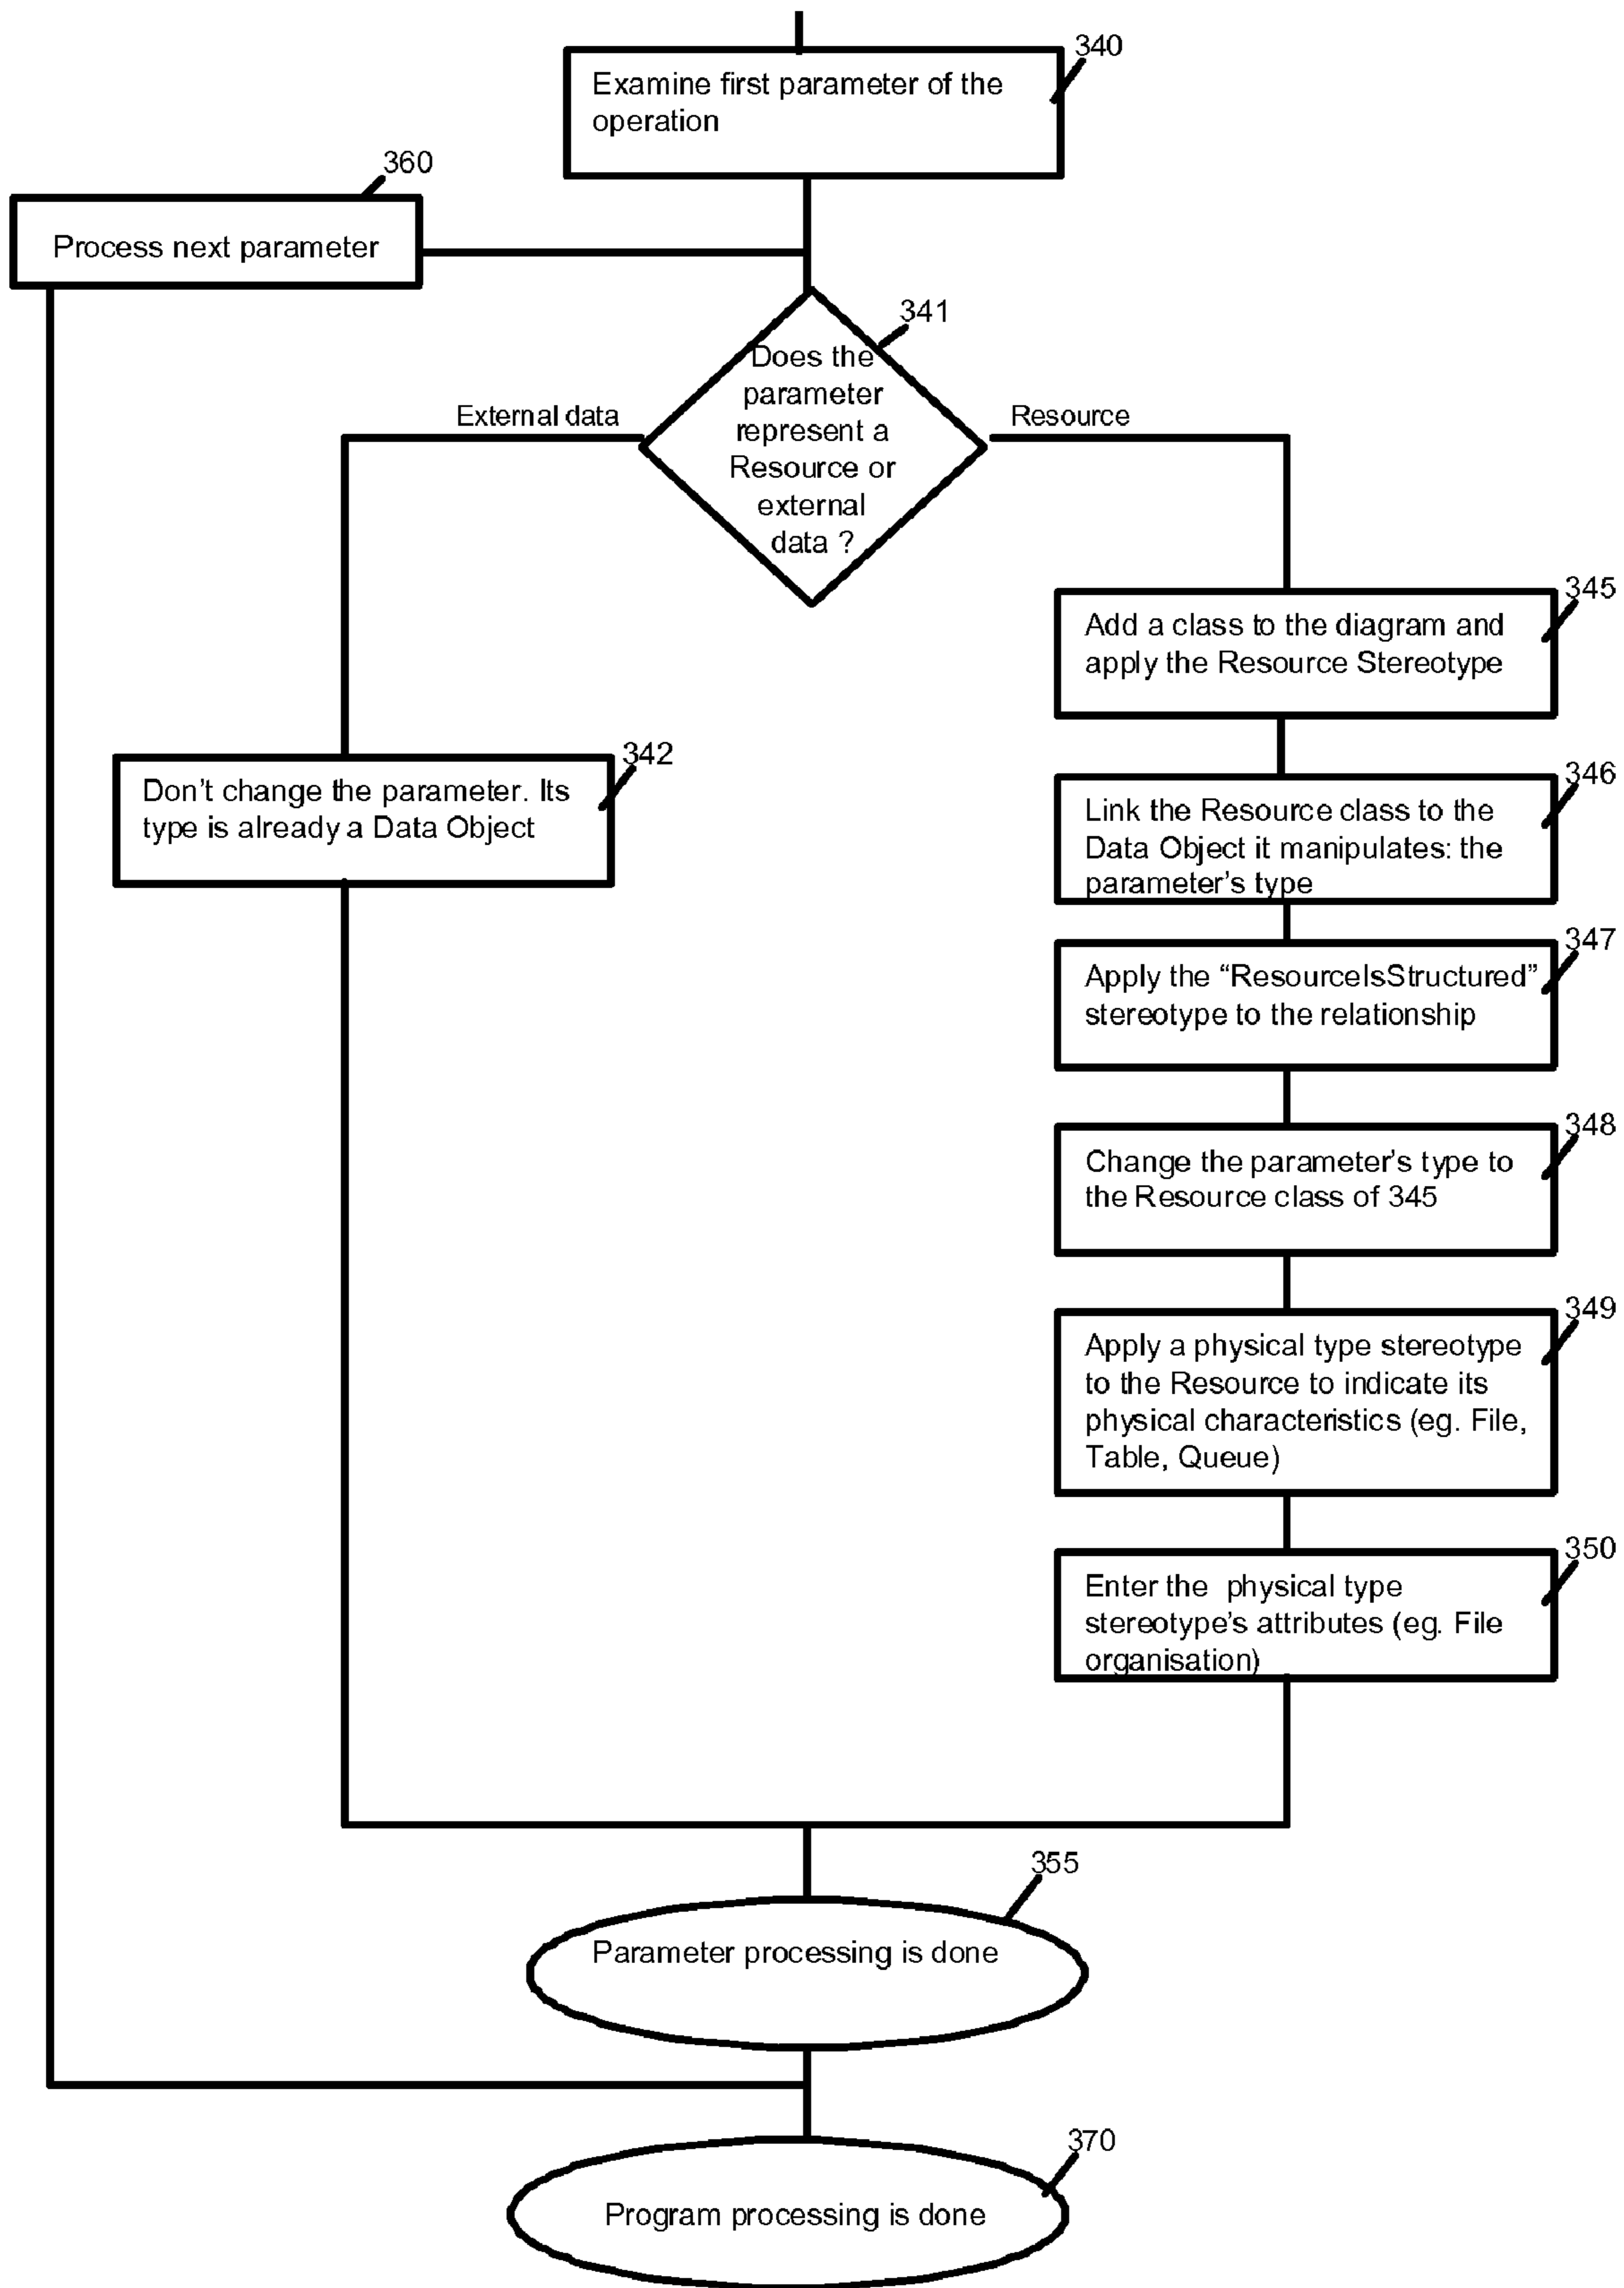 340
Examine first parameter of the
operation
360
Process next parameter
341
Does the
parameter
represent a
Resource or
external
data ?
External data
Resource
345
Add a class to the diagram and
apply the Resource Stereotype
342
Don't change the parameter. Its
type is already a Data Object
346
Link the Resource class to the
Data Object it manipulates: the
parameter's type
347
Apply the “ResourceIsStructured”
stereotype to the relationship
348
Change the parameter's type to
the Resource class of 345
349
Apply a physical type stereotype
to the Resource to indicate its
physical characteristics (eg. File,
Table, Queue)
350
Enter the  physical type
stereotype's attributes (eg. File
organisation)
355
Parameter processing is done
370
Program processing is done